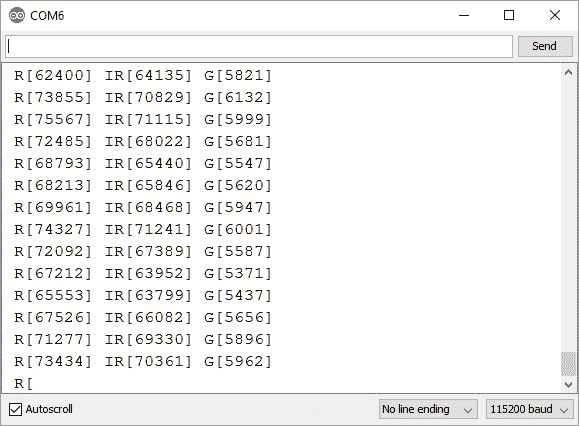 COM6
Send
R[62400] IR[64135] G[5821]
R[73855] IR[70829] G[6132]
R[75567] IR[71115] G[5999]
R[72485] IR[68022] G[5681]
R[68793] IR[65440] G[5547]
R[68213] IR[65846] G[5620]
R[69961] IR[68468] G[5947]
R[74327] IR[71241] G[6001]
R[72092] IR[67389] G[5587]
R[67212] IR[63952] G[5371]
R[65553] IR[63799] G[5437]
R[67526] IR[66082] G[5656]
R[71277] IR[69330] G[5896]
R[73434] IR[70361] G[5962]
R[
Autoscroll No line ending 115200 baud